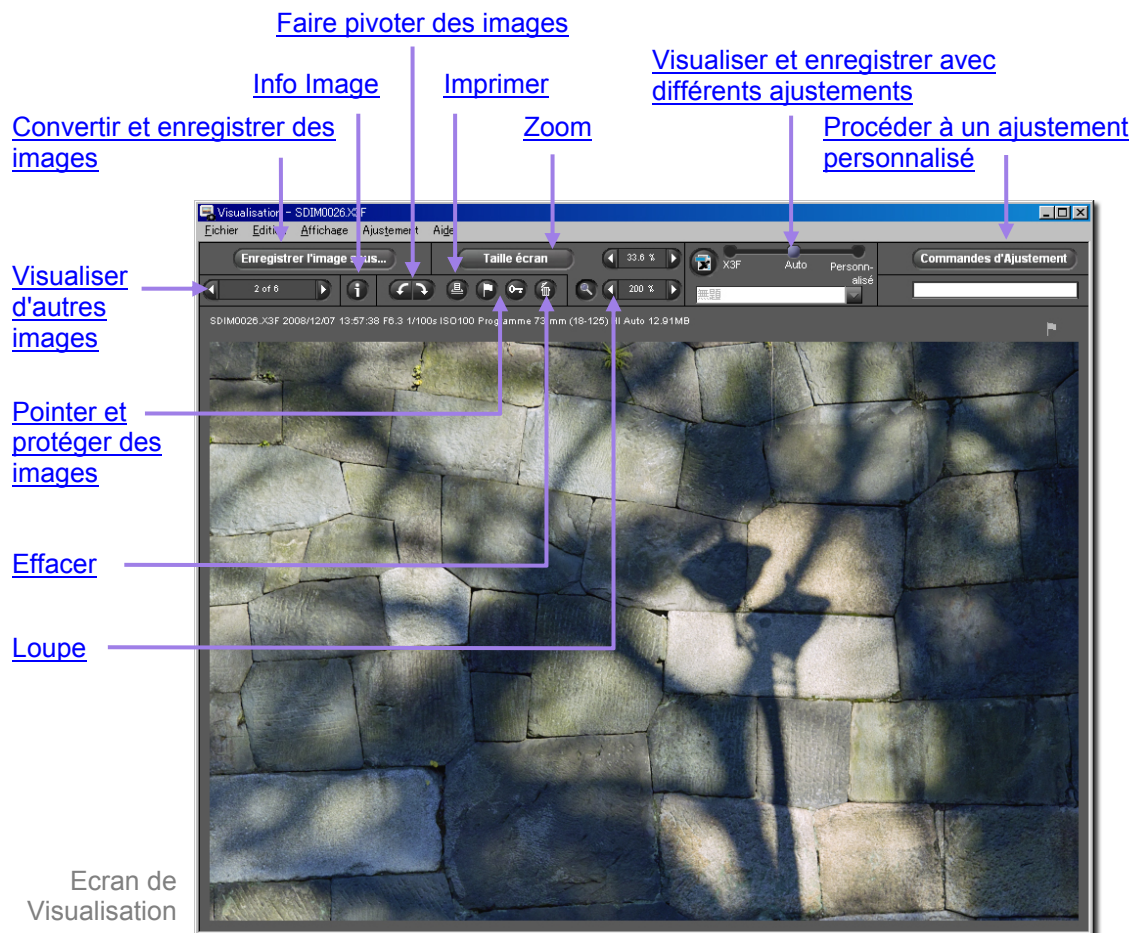 Faire pivoter des images
Info Image
Imprimer
Visualiser et enregistrer avec
différents ajustements
Convertir et enregistrer des
images
Zoom
Procéder à un ajustement
personnalisé
Visualisation - SDIM0026.X3F
Fichier Edition Affichage Ajustement Aide
Enregistrer l'image sous...
Taille écran
33.6 %
X3F Auto Personn-
alisé
Commandes d'Ajustement
Visualiser
d'autres
images
2 of 6
200 %
無題
SDIM0026.X3F 2008/12/07 13:57:38 F6.3 1/100s ISO100 Programme 73 mm (18-125) HI Auto 12.91MB
Pointer et
protéger des
images
Effacer
Loupe
Ecran de
Visualisation